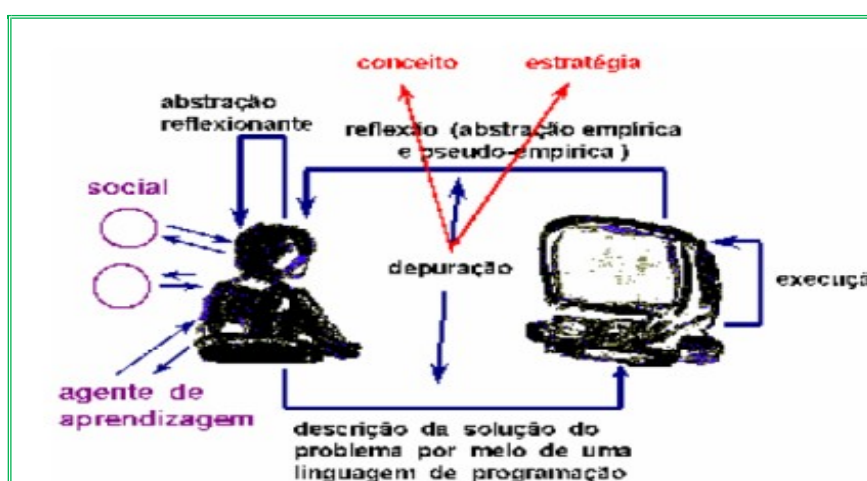 conceito
estratégia
abstração
reflexionante
reflexão (abstração empírica
e pseudo-empírica )
social
depuração
execuçã
agente de
aprendizagem
descrição da solução do
problema por meio de uma
linguagem de programação